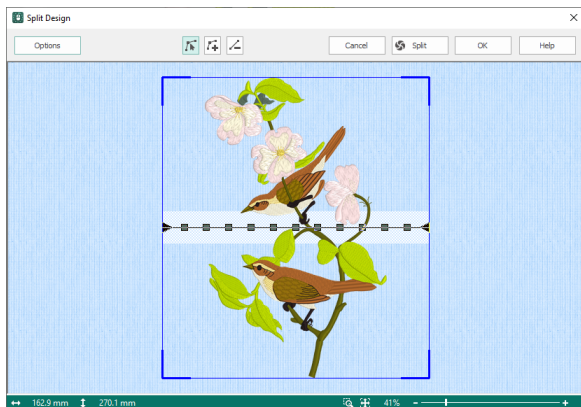 Split Design
Options
Cancel
Split
OK
Help
162.9 mm
270.1 mm
41%